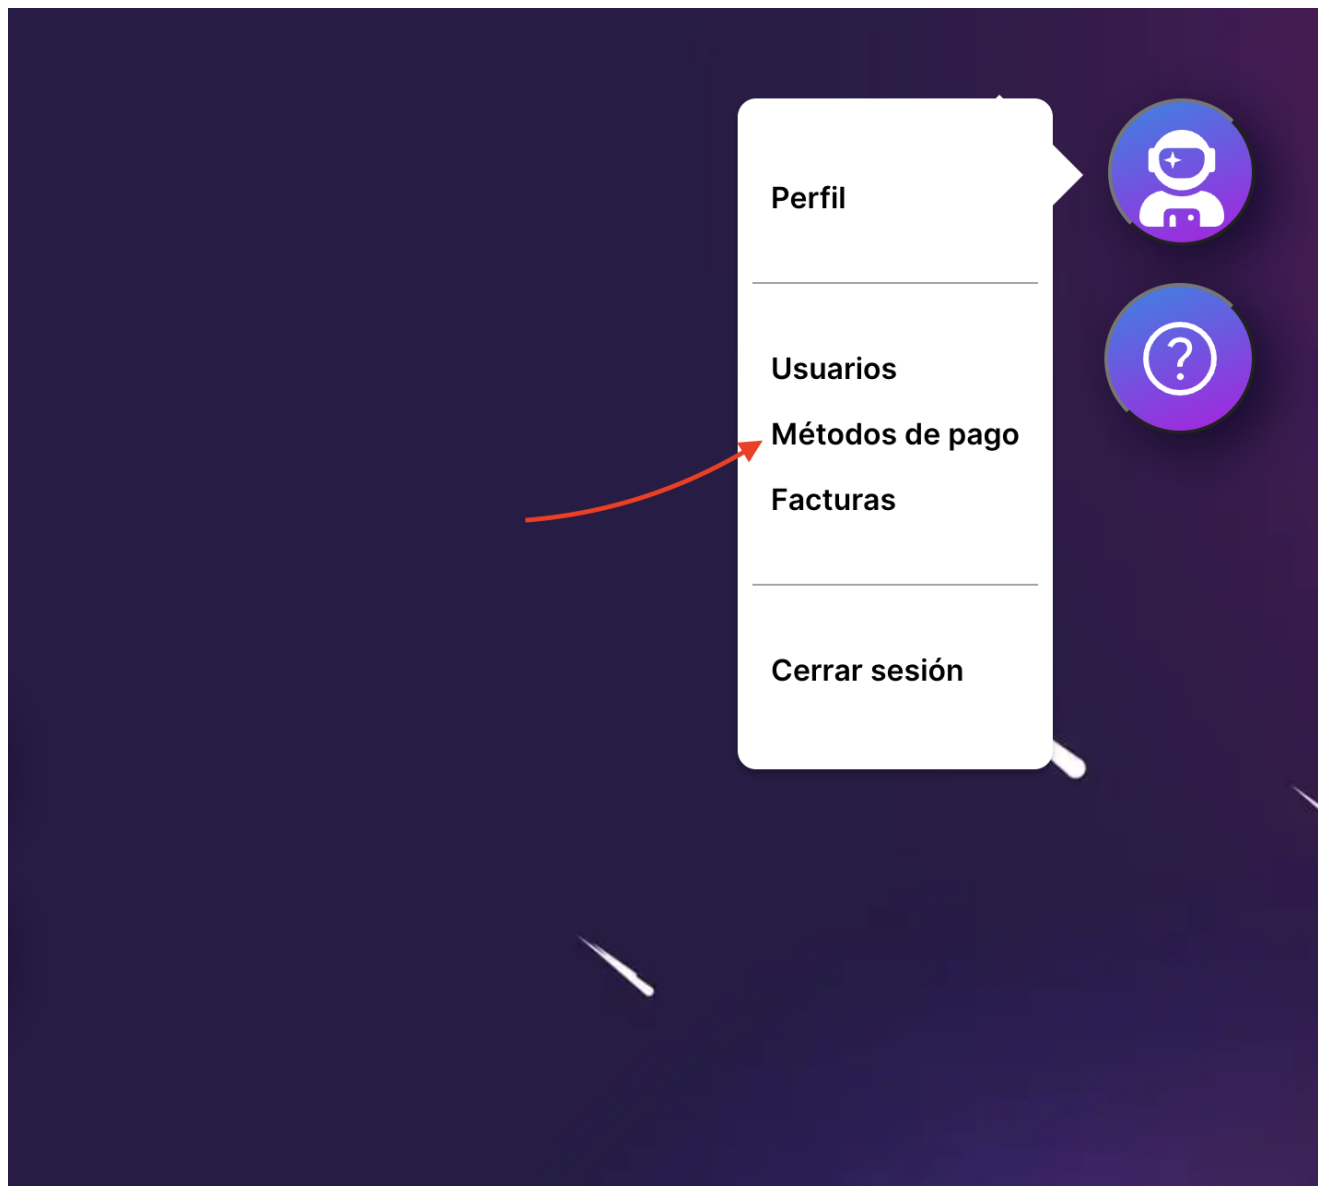 Perfil
Usuarios
Métodos de pago
Facturas
Cerrar sesión